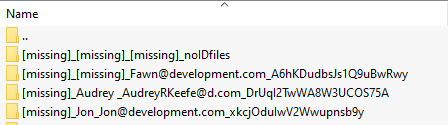 Name
..
[missing]_[missing]_[missing]_noIDfiles
[missing]_[missing]_Fawn@development.com_A6hKDudbsJs1Q9uBwRwy
[missing]_Audrey _AudreyRKeefe@d.com_DrUql2TwWA8W3UCOS75A
[missing]_Jon_Jon@development.com_xkcjOdulwV2Wwupnsb9y